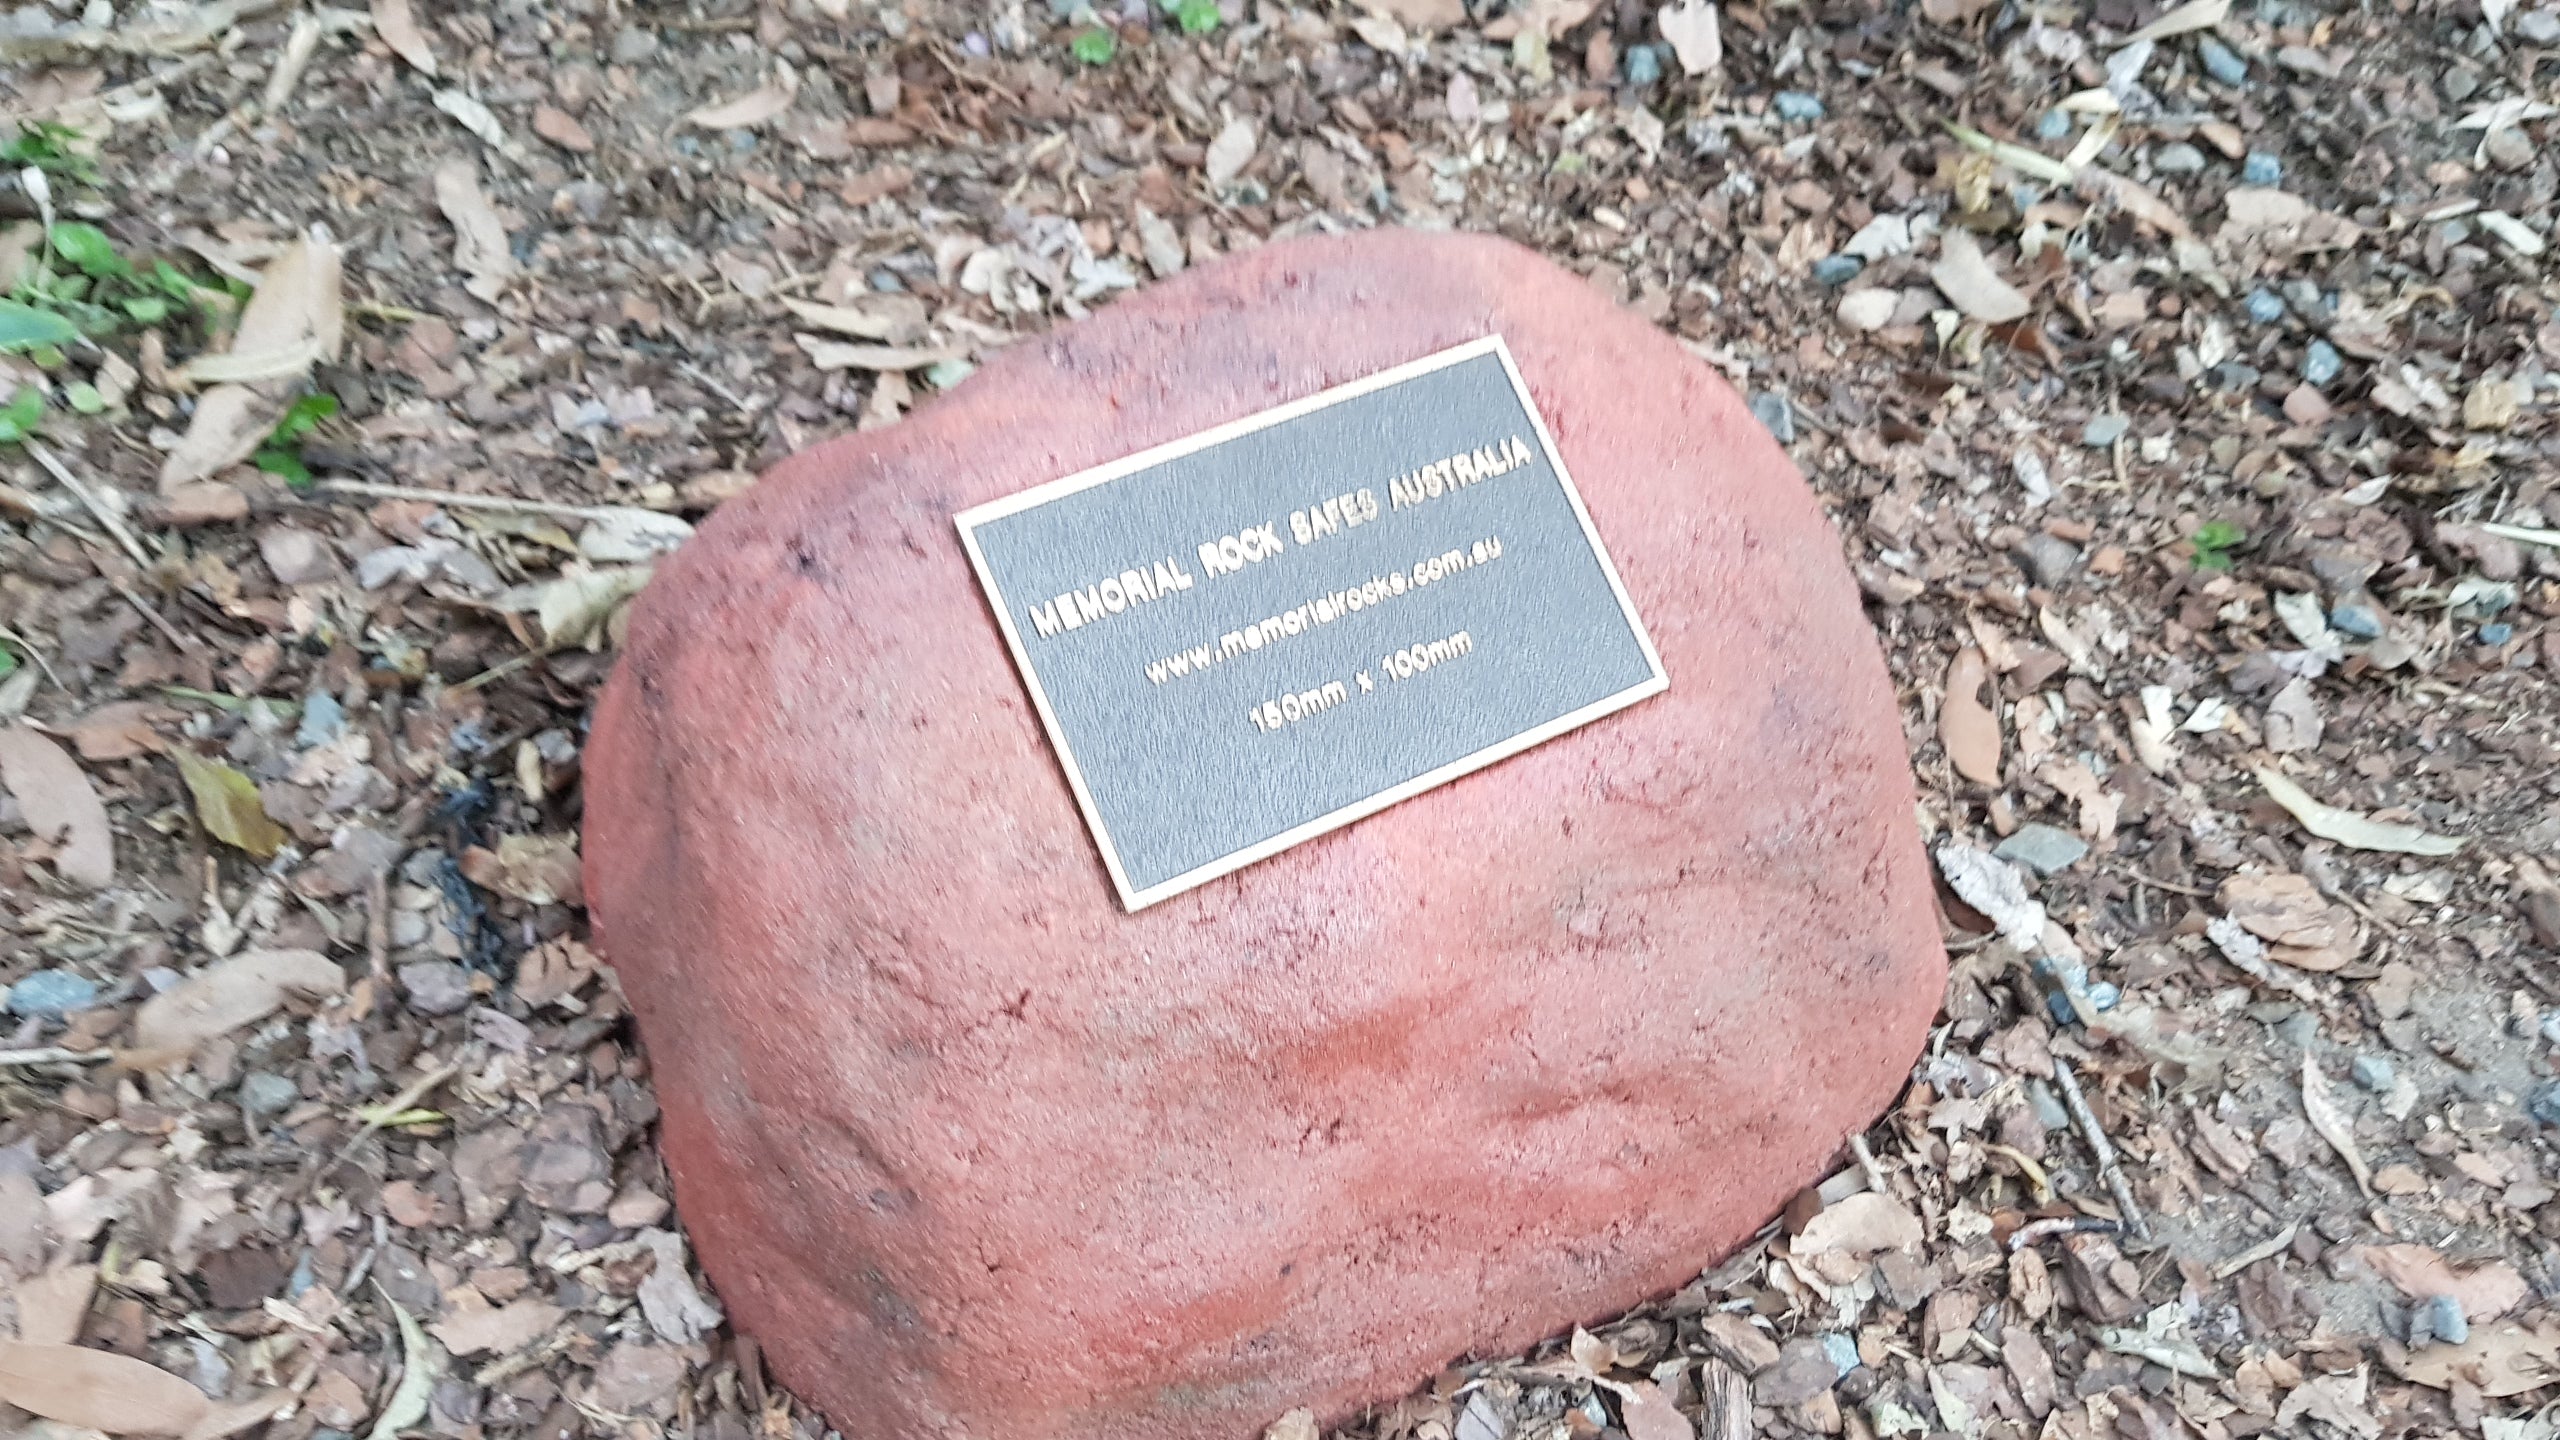 MEMORIAL ROCK SAFES AUSTRALIA
www.memorialrocks.com.au
150mm x 100mm